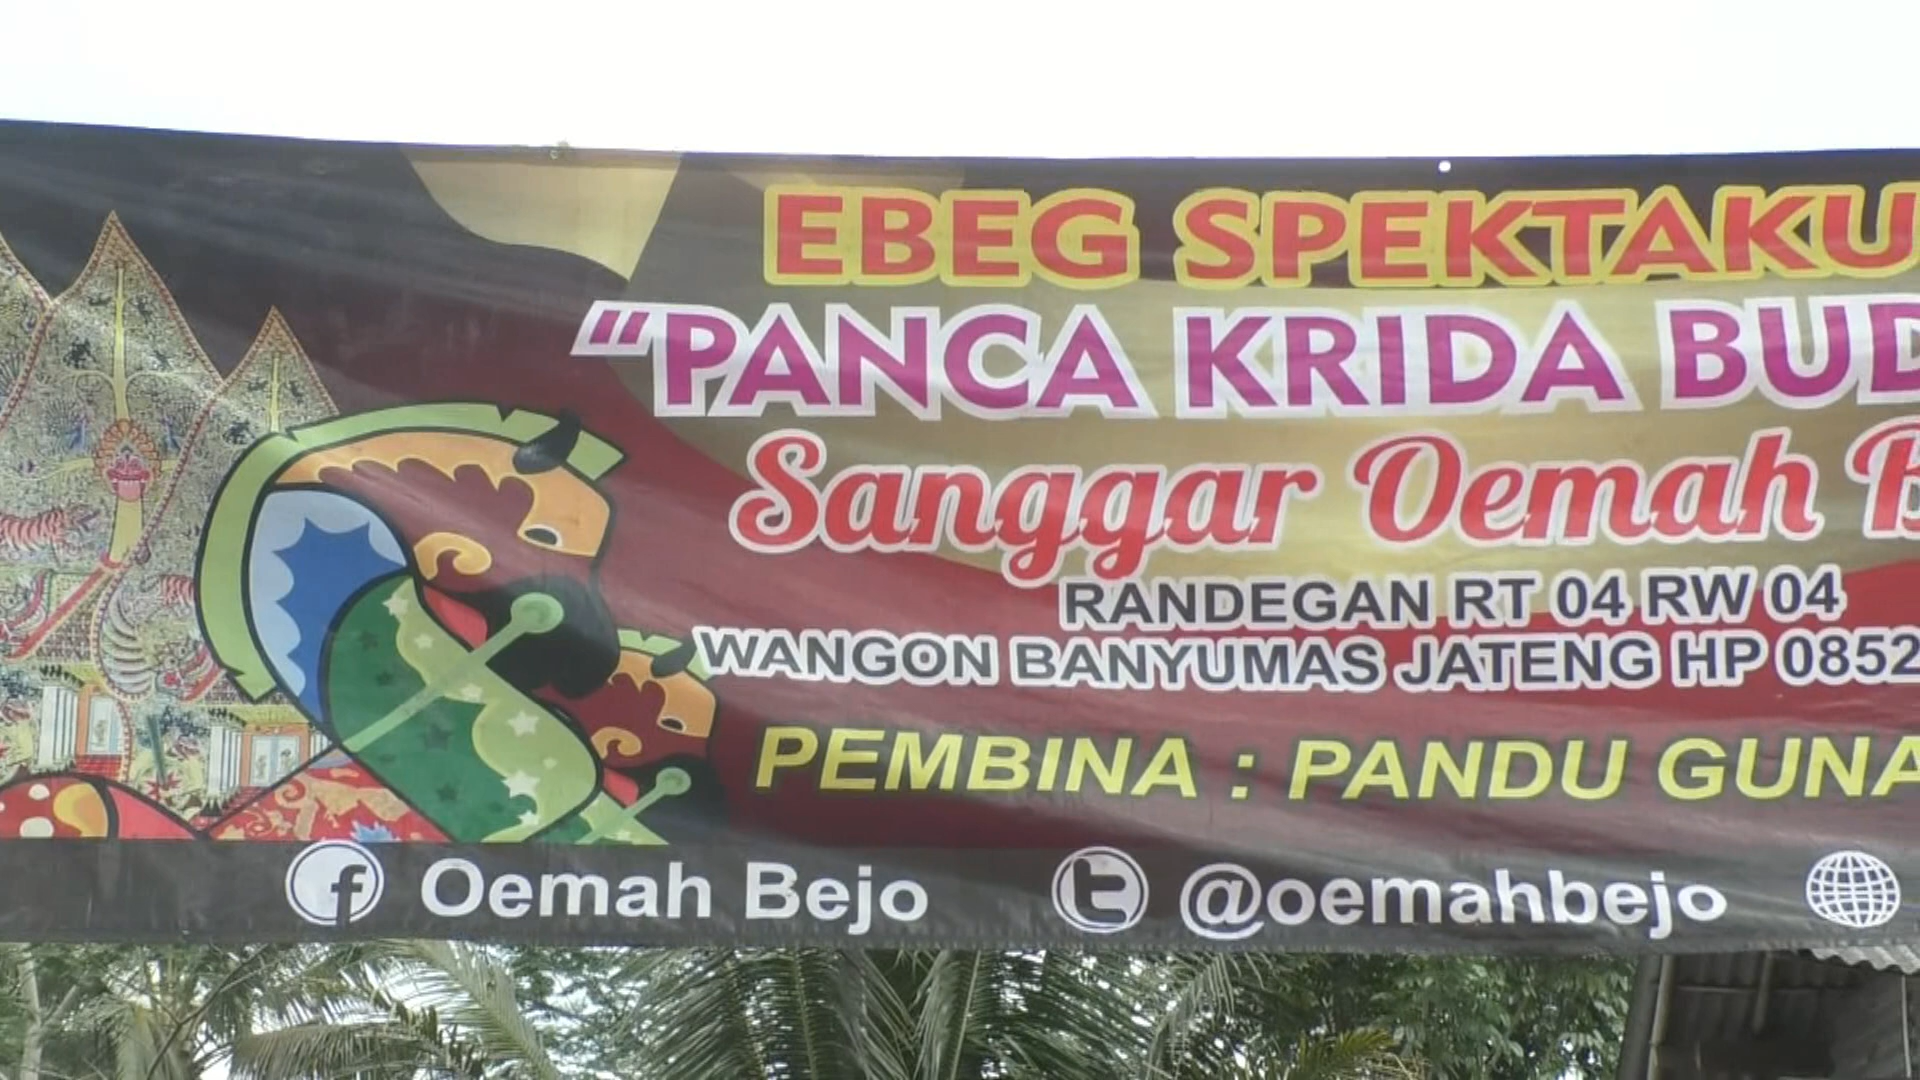 EBEG SPEKTAKU
"PANCA KRIDA BUD
Sanggar Oemah B
RANDEGAN RT 04 RW 04
WANGON BANYUMAS JATENG HP 0852
PEMBINA : PANDU GUNA
Oemah Bejo @oemahbejo